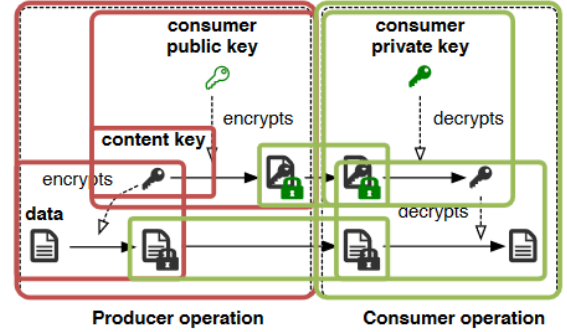 consumer
public key
consumer
private key
encrypts
decrypts
content key
encrypts
data
decrypts
Producer operation
Consumer operation